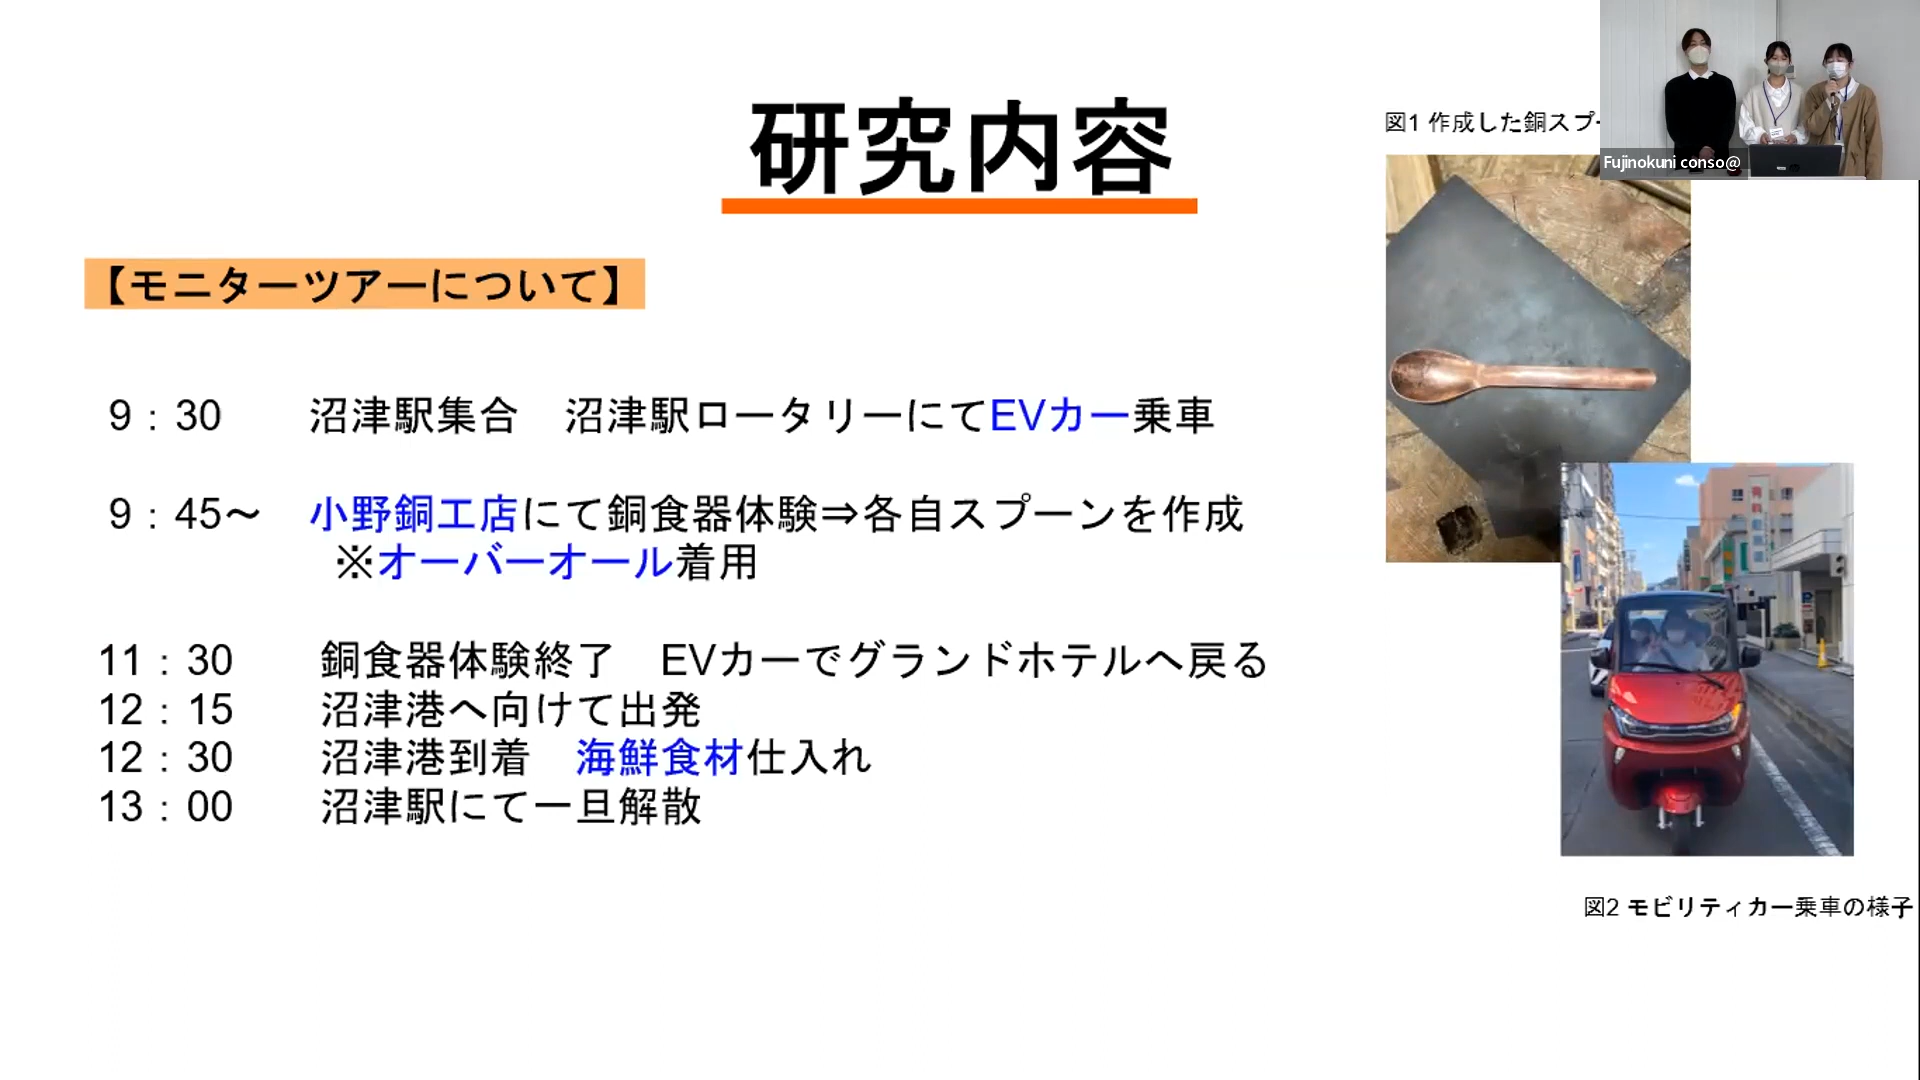 研究内容
【モニターツアーについて】
9：30　沼津駅集合　沼津駅ロータリーにてEVカー乗車
9：45～　小野銅工店にて銅食器体験⇒各自スプーンを作成
※オーバーオール着用
11：30　銅食器体験終了　EVカーでグランドホテルへ戻る
12：15　沼津港へ向けて出発
12：30　沼津港到着　海鮮食材仕入れ
13：00　沼津駅にて一旦解散
図1 作成した銅スプ
Fujinokuni conso@
図2 モビリティカー乗車の様子